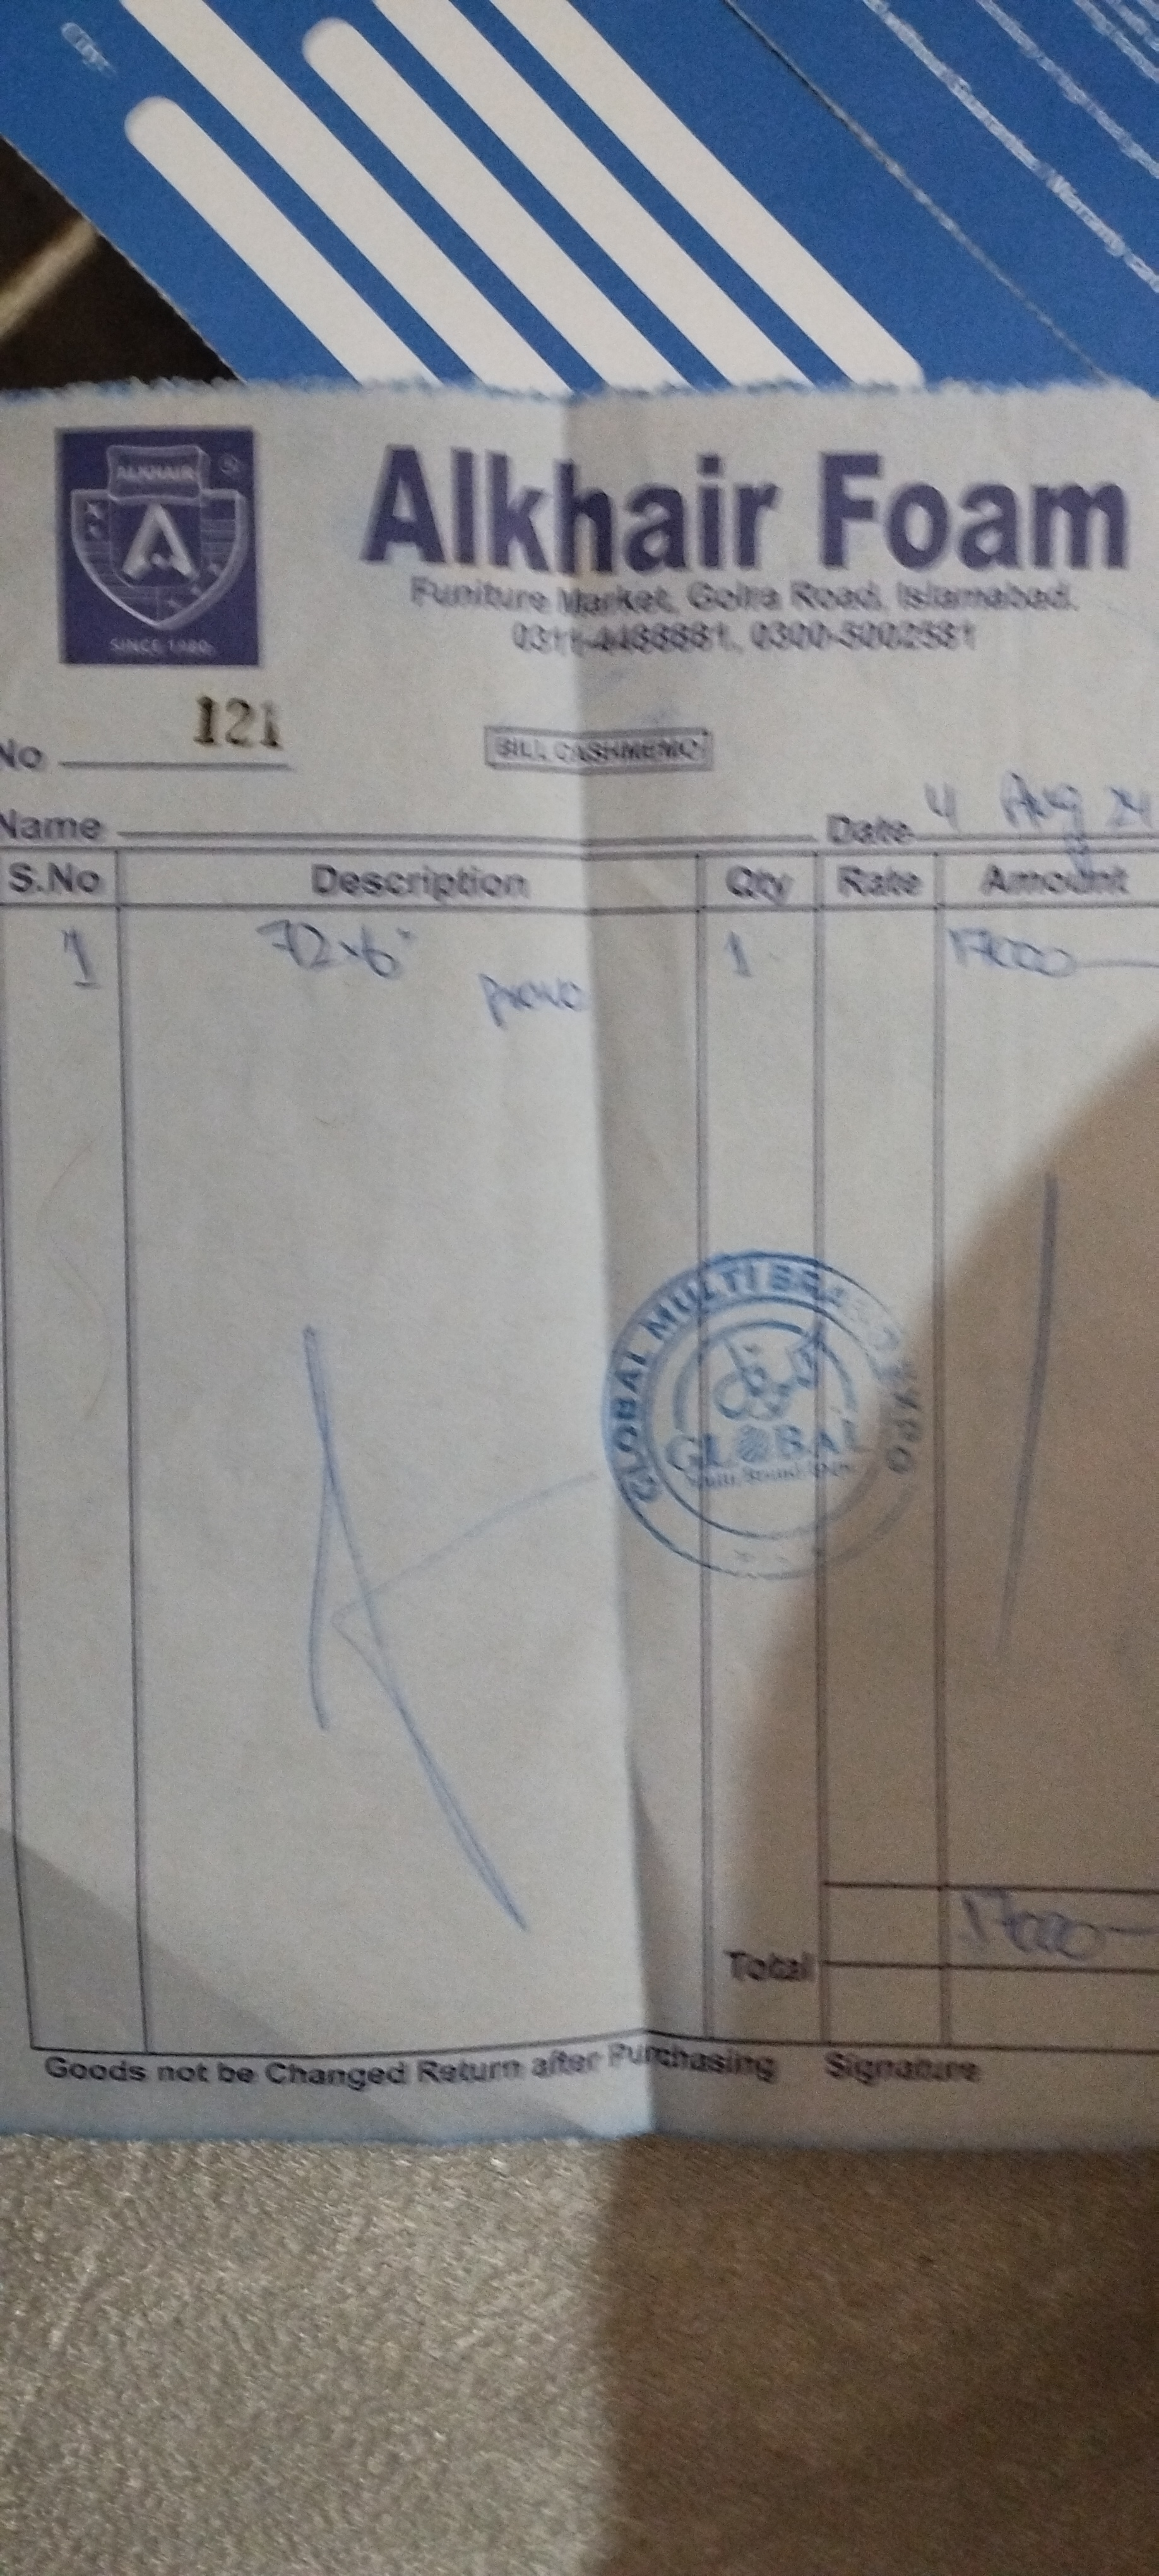 ALKHAIR
SINCE 1980
Alkhair Foam
Funiture Market, Golra Road, Islamabad.
0311-4488881, 0300-5002581
No 121
BILL CASHMEMO
Name Date 4 Aug 24
S.No Description Qty Rate Amount
1 72x6" 1 17000
GLOBAL MULTI
GLOBAL
Total 17000
Goods not be Changed Return after Purchasing Signature